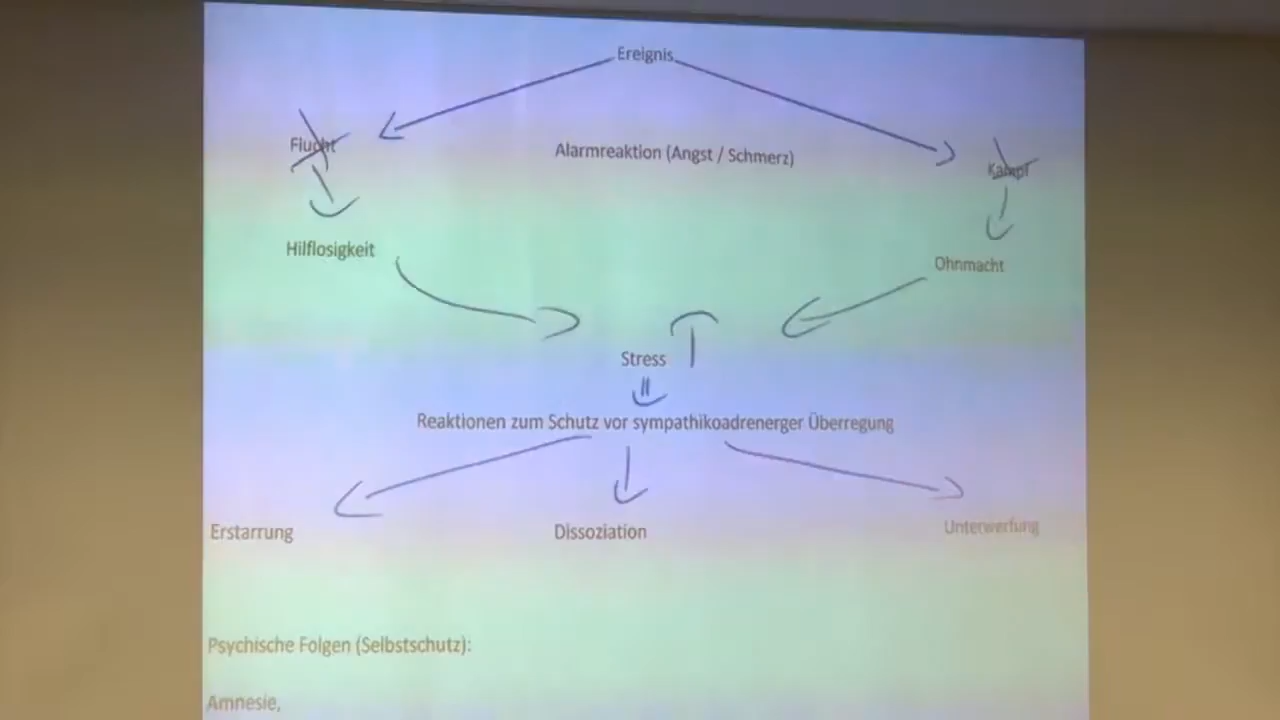 Ereignis
Flucht
Alarmreaktion (Angst / Schmerz)
Kampf
Hilflosigkeit
Ohnmacht
Stress
Reaktionen zum Schutz vor sympathikoadrenerger Überregung
Erstarrung
Dissoziation
Unterwerfung
Psychische Folgen (Selbstschutz):
Amnesie,